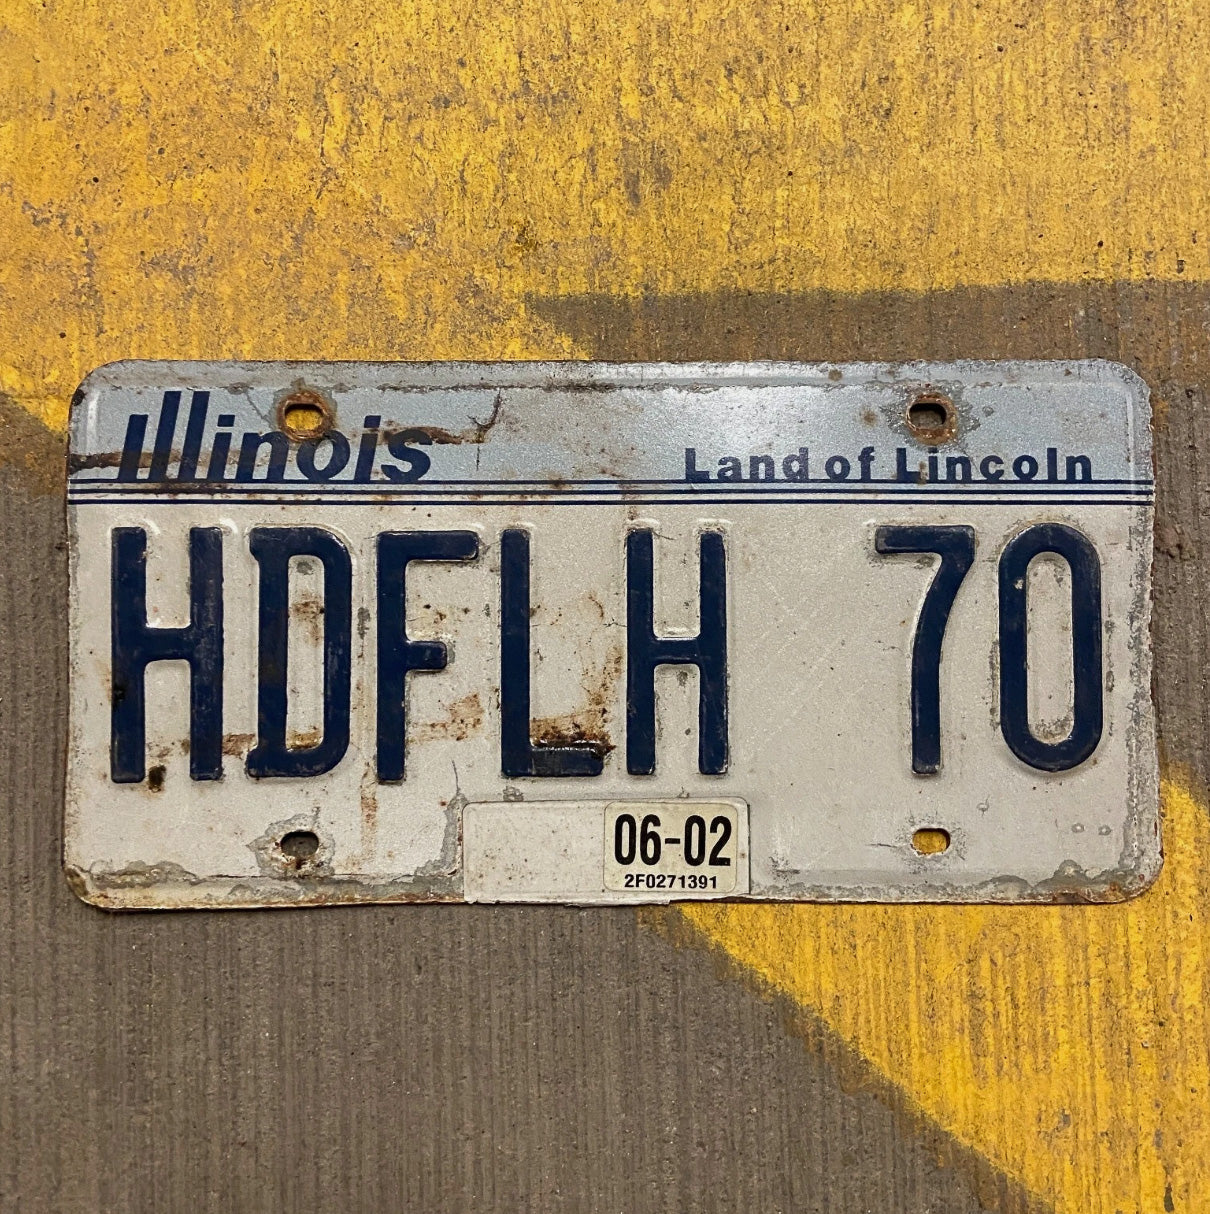 Illinois Land of Lincoln
HDFLH 70
06-02
2F0271391